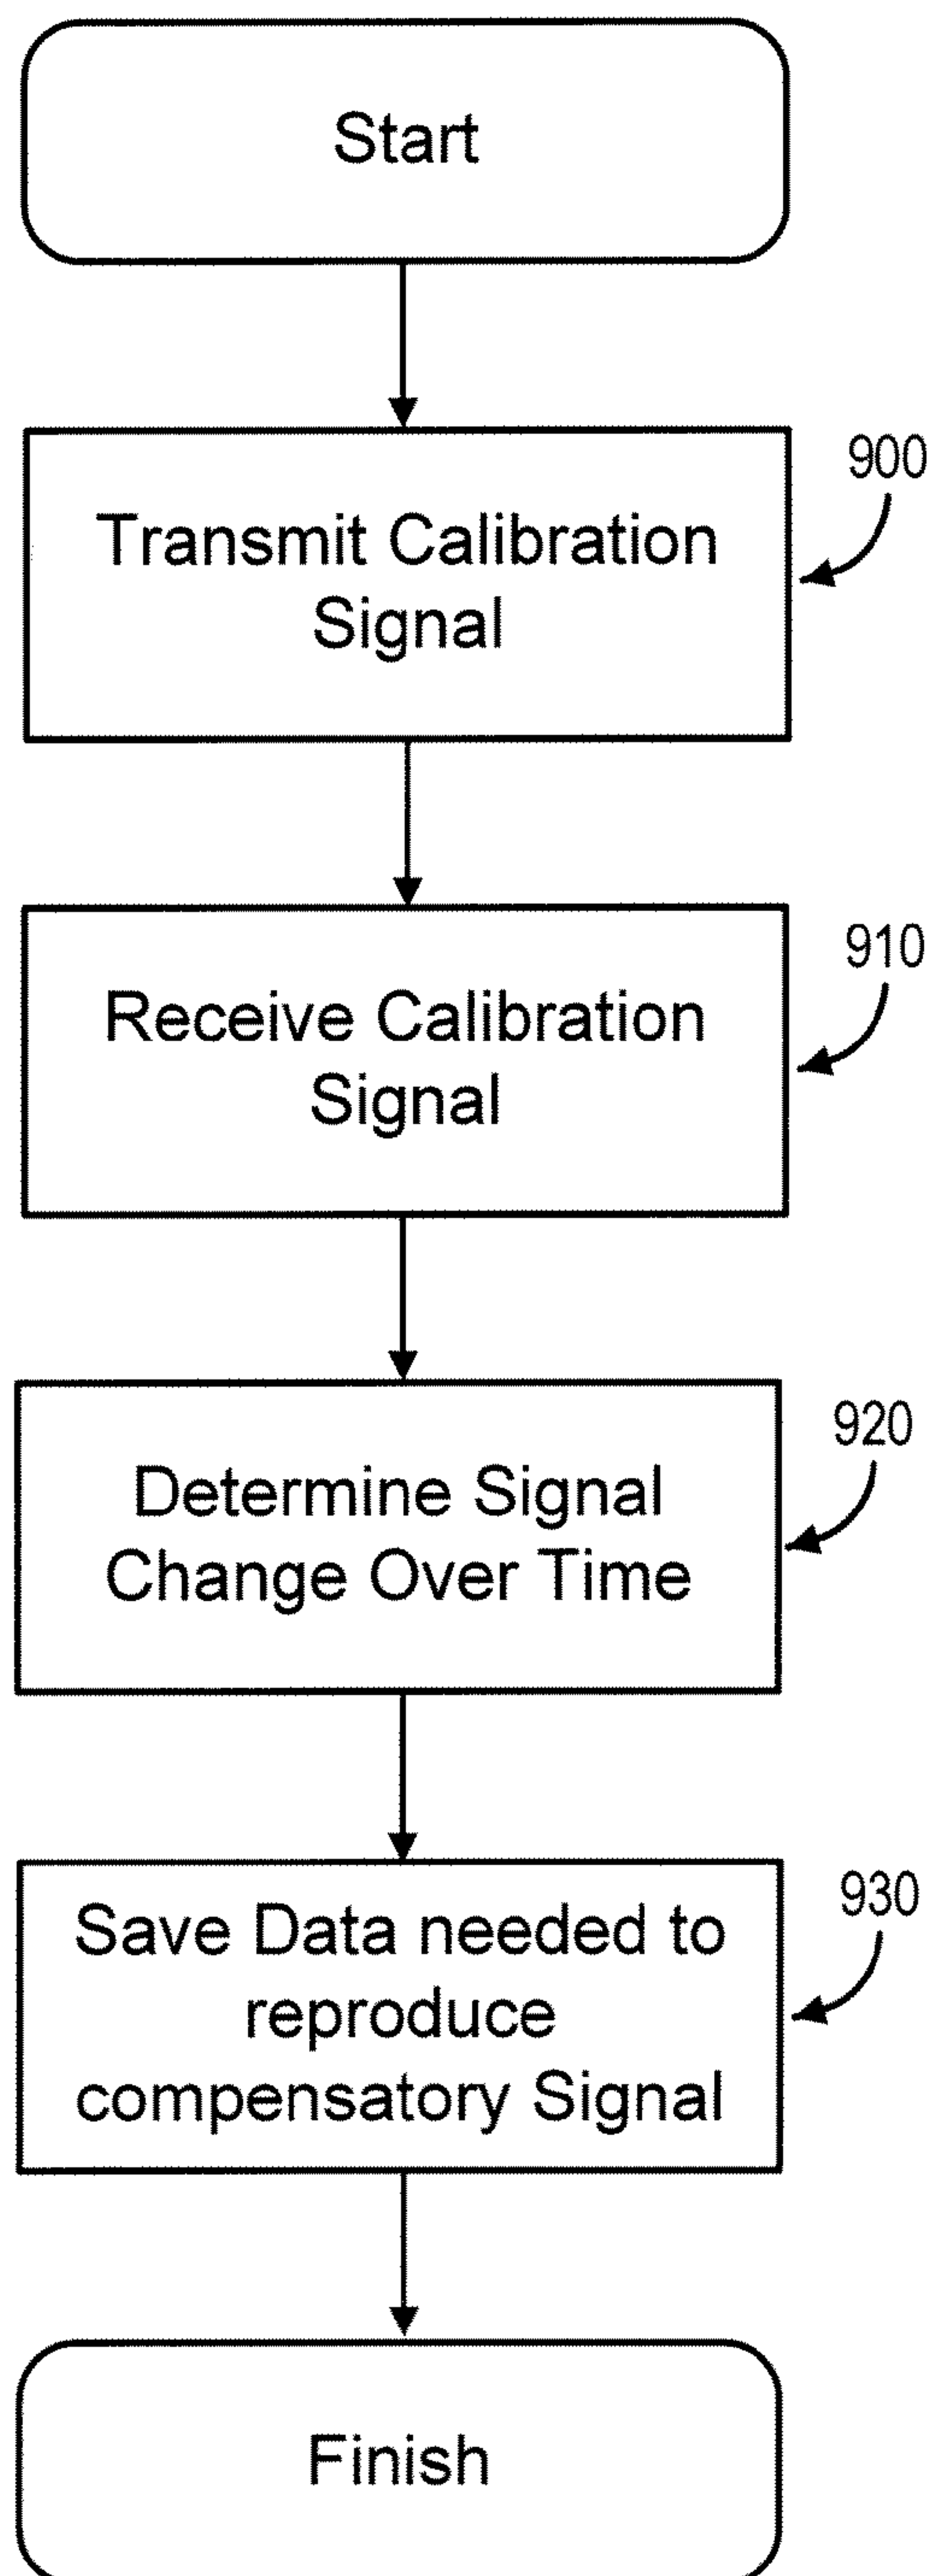 Start
900
Transmit Calibration
Signal
910
Receive Calibration
Signal
920
Determine Signal
Change Over Time
930
Save Data needed to
reproduce
compensatory Signal
Finish